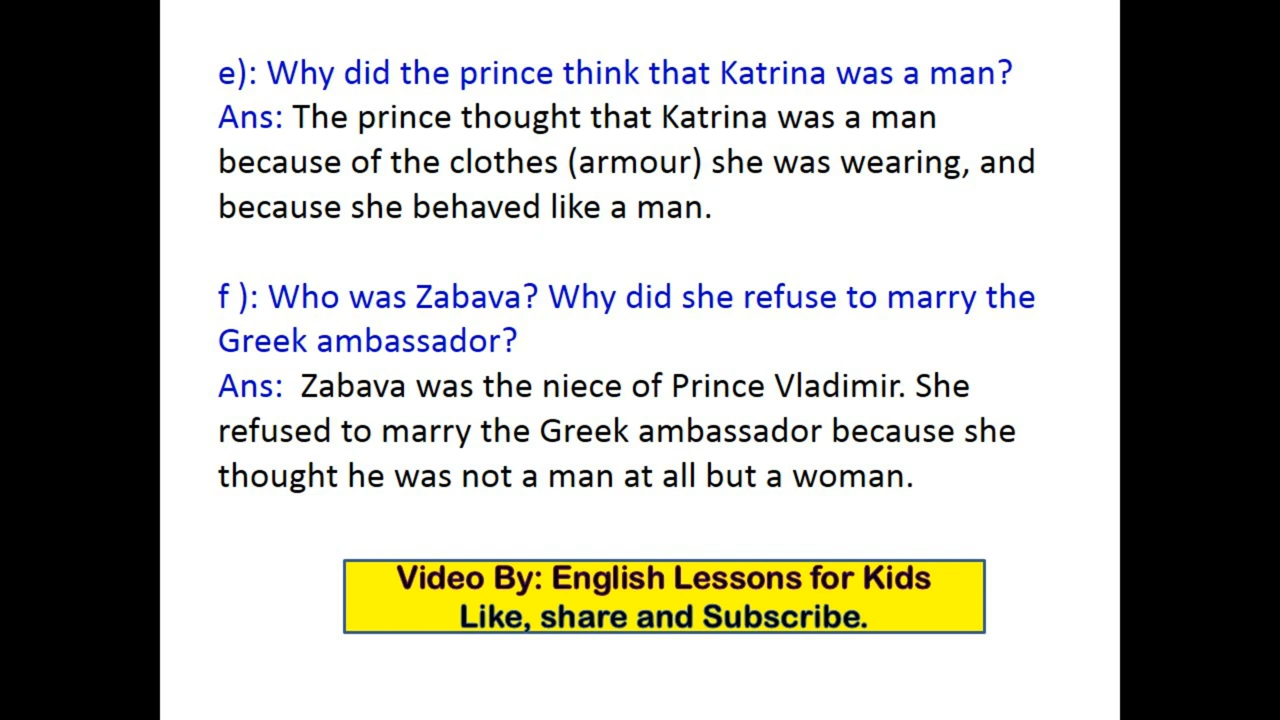 e): Why did the prince think that Katrina was a man?
Ans: The prince thought that Katrina was a man
because of the clothes (armour) she was wearing, and
because she behaved like a man.
f ): Who was Zabava? Why did she refuse to marry the
Greek ambassador?
Ans: Zabava was the niece of Prince Vladimir. She
refused to marry the Greek ambassador because she
thought he was not a man at all but a woman.
Video By: English Lessons for Kids
Like, share and Subscribe.